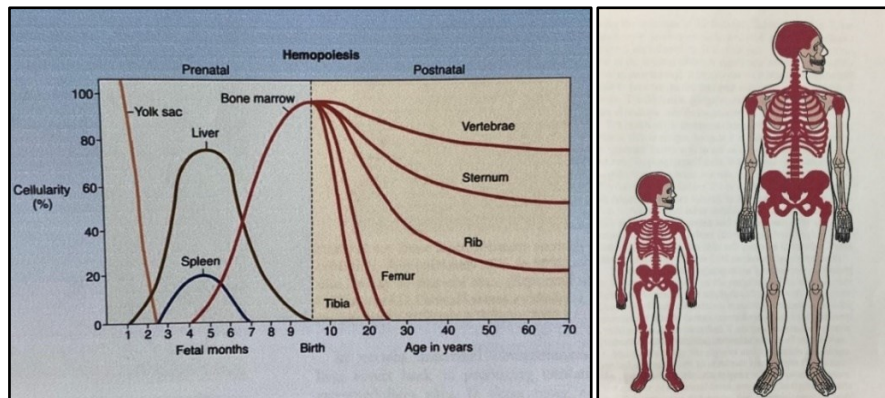 Hemopoiesis
Prenatal Postnatal
100
80
60
40
20
0
Cellularity
(%)
Yolk sac
Liver
Spleen
Bone marrow
Vertebrae
Sternum
Rib
Femur
Tibia
1 2 3 4 5 6 7 8 9 10 20 30 40 50 60 70
Fetal months Birth Age in years